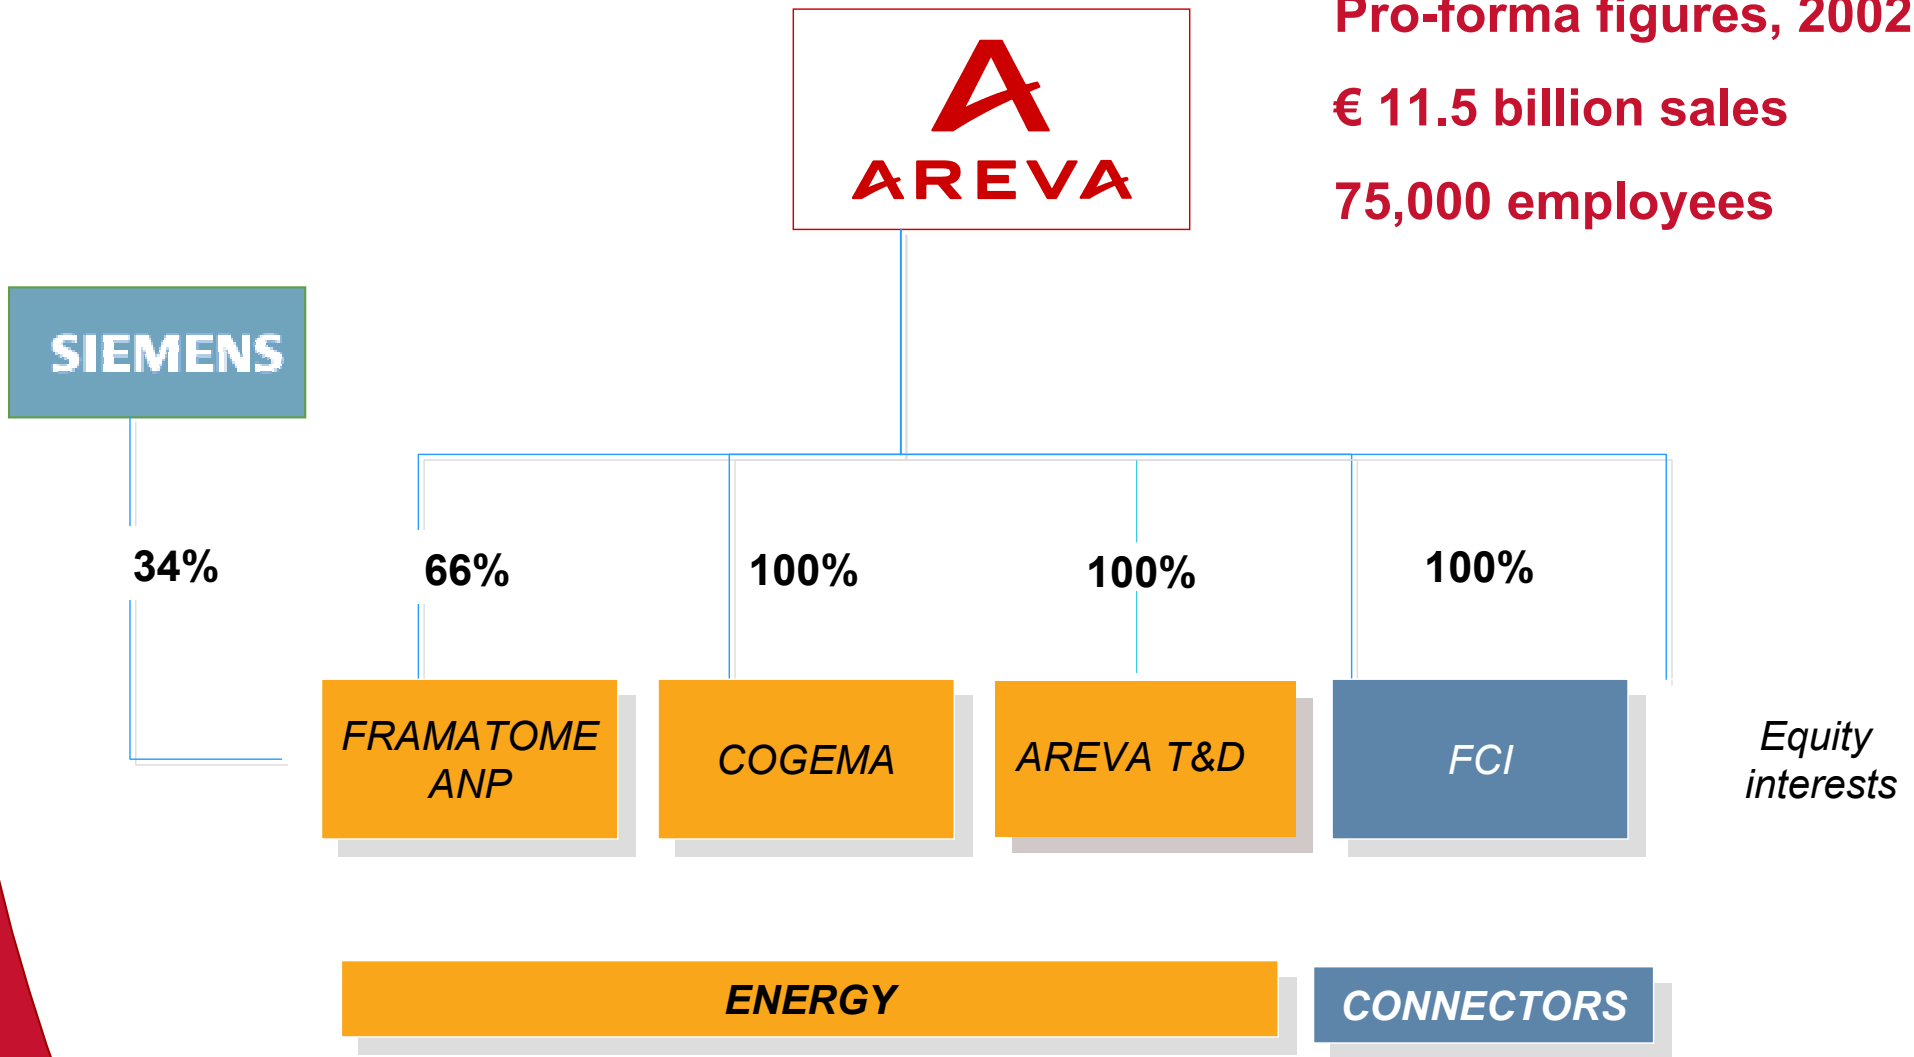 Pro-forma figures, 2002
€ 11.5 billion sales
75,000 employees
AREVA
SIEMENS
34%
66%
100%
100%
100%
FRAMATOME
ANP
COGEMA
AREVA T&D
FCI
Equity
interests
ENERGY
CONNECTORS